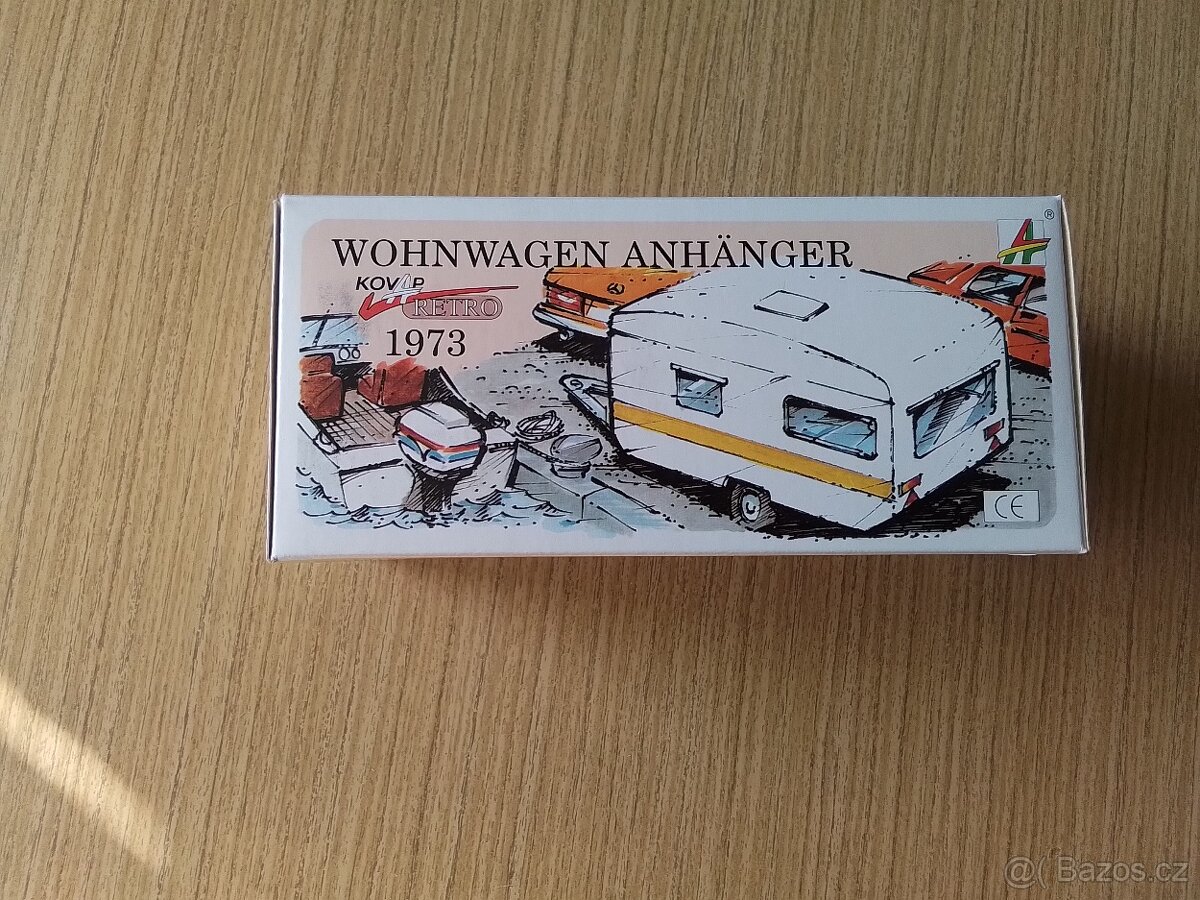 WOHNWAGEN ANHÄNGER
®
KOVAP
RETRO
1973
CE
@( Bazos.cz